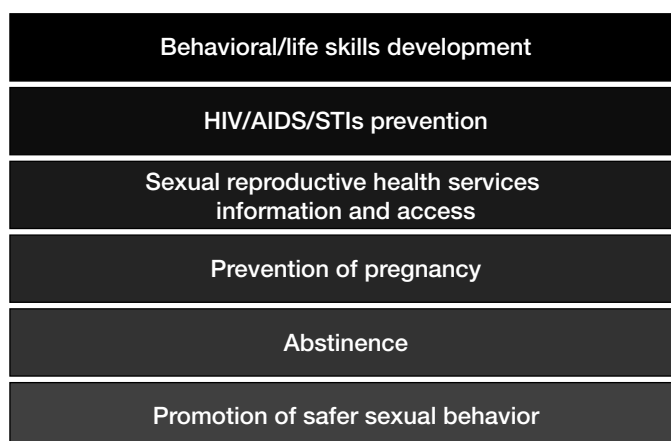 Behavioral/life skills development
HIV/AIDS/STIs prevention
Sexual reproductive health services
information and access
Prevention of pregnancy
Abstinence
Promotion of safer sexual behavior